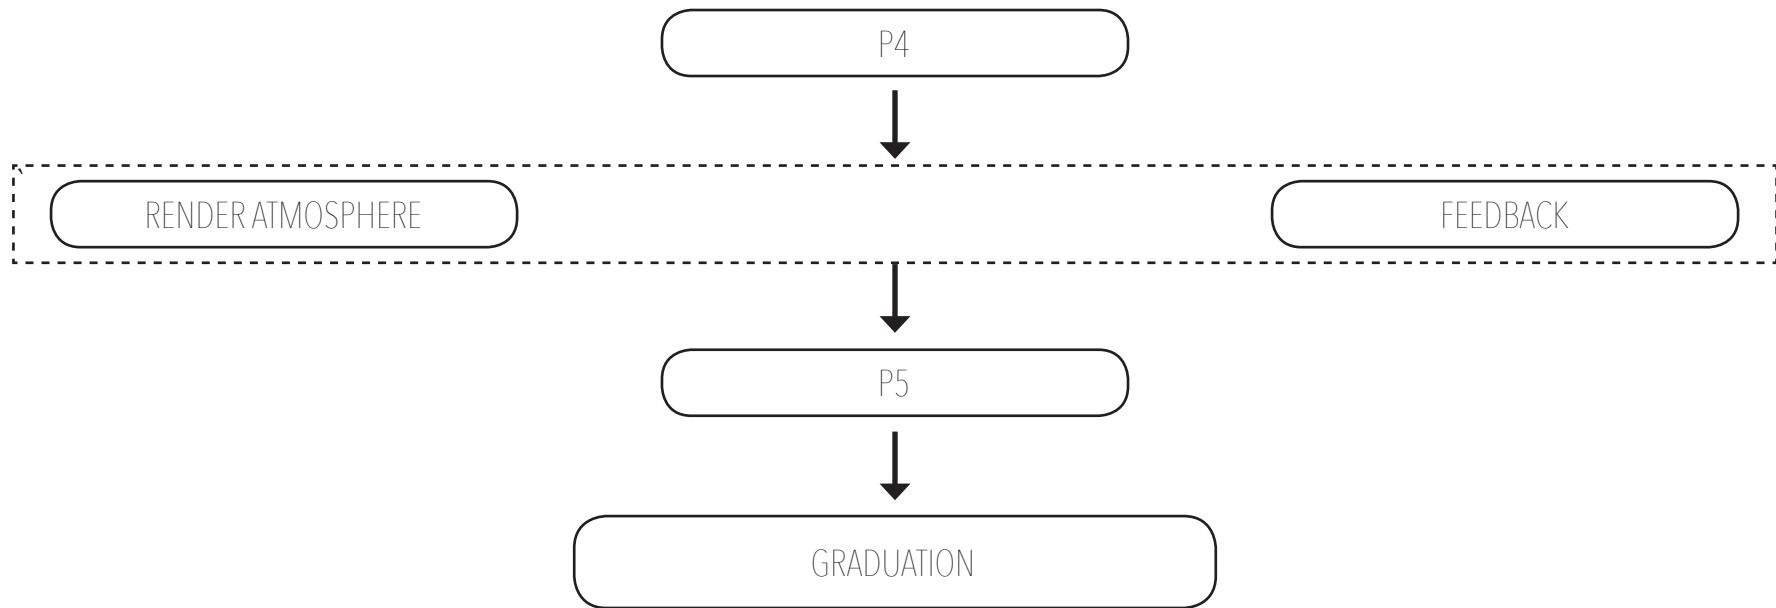 P4
RENDER ATMOSPHERE
FEEDBACK
P5
GRADUATION